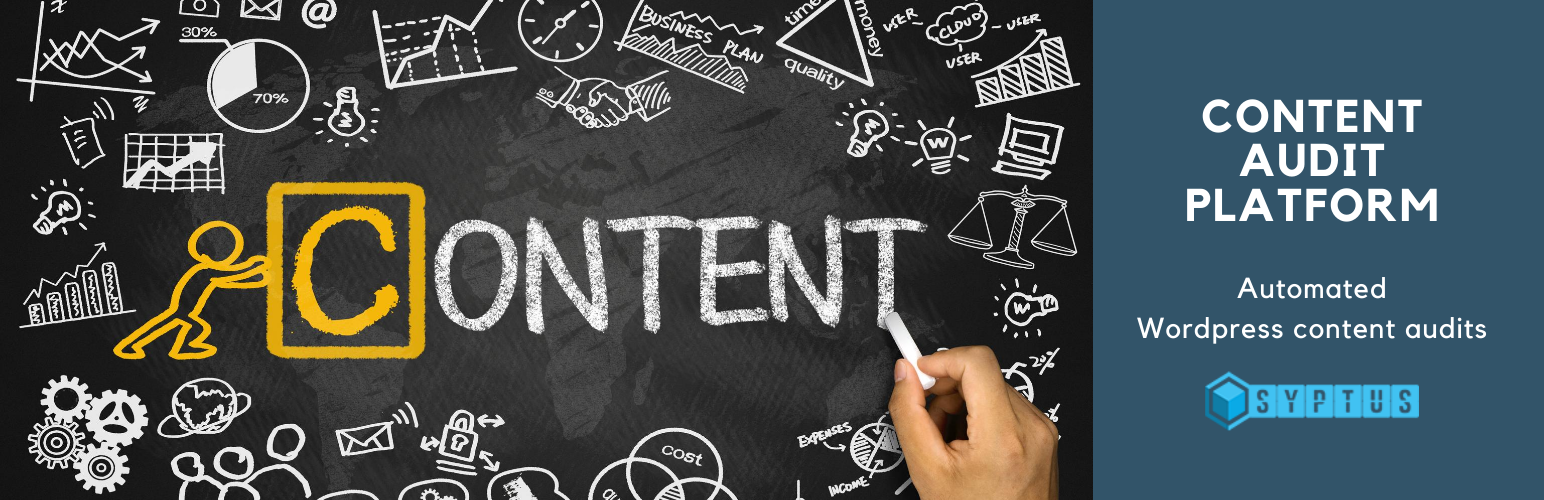 x
30%
70%
@
BUSINESS PLAN
time
money
quality
USER
CLOUD
USER
USER
W
W
CONTENT
20%
%
EXPENSES
INCOME
COST
CONTENT
AUDIT
PLATFORM
Automated
Wordpress content audits
SYPTUS